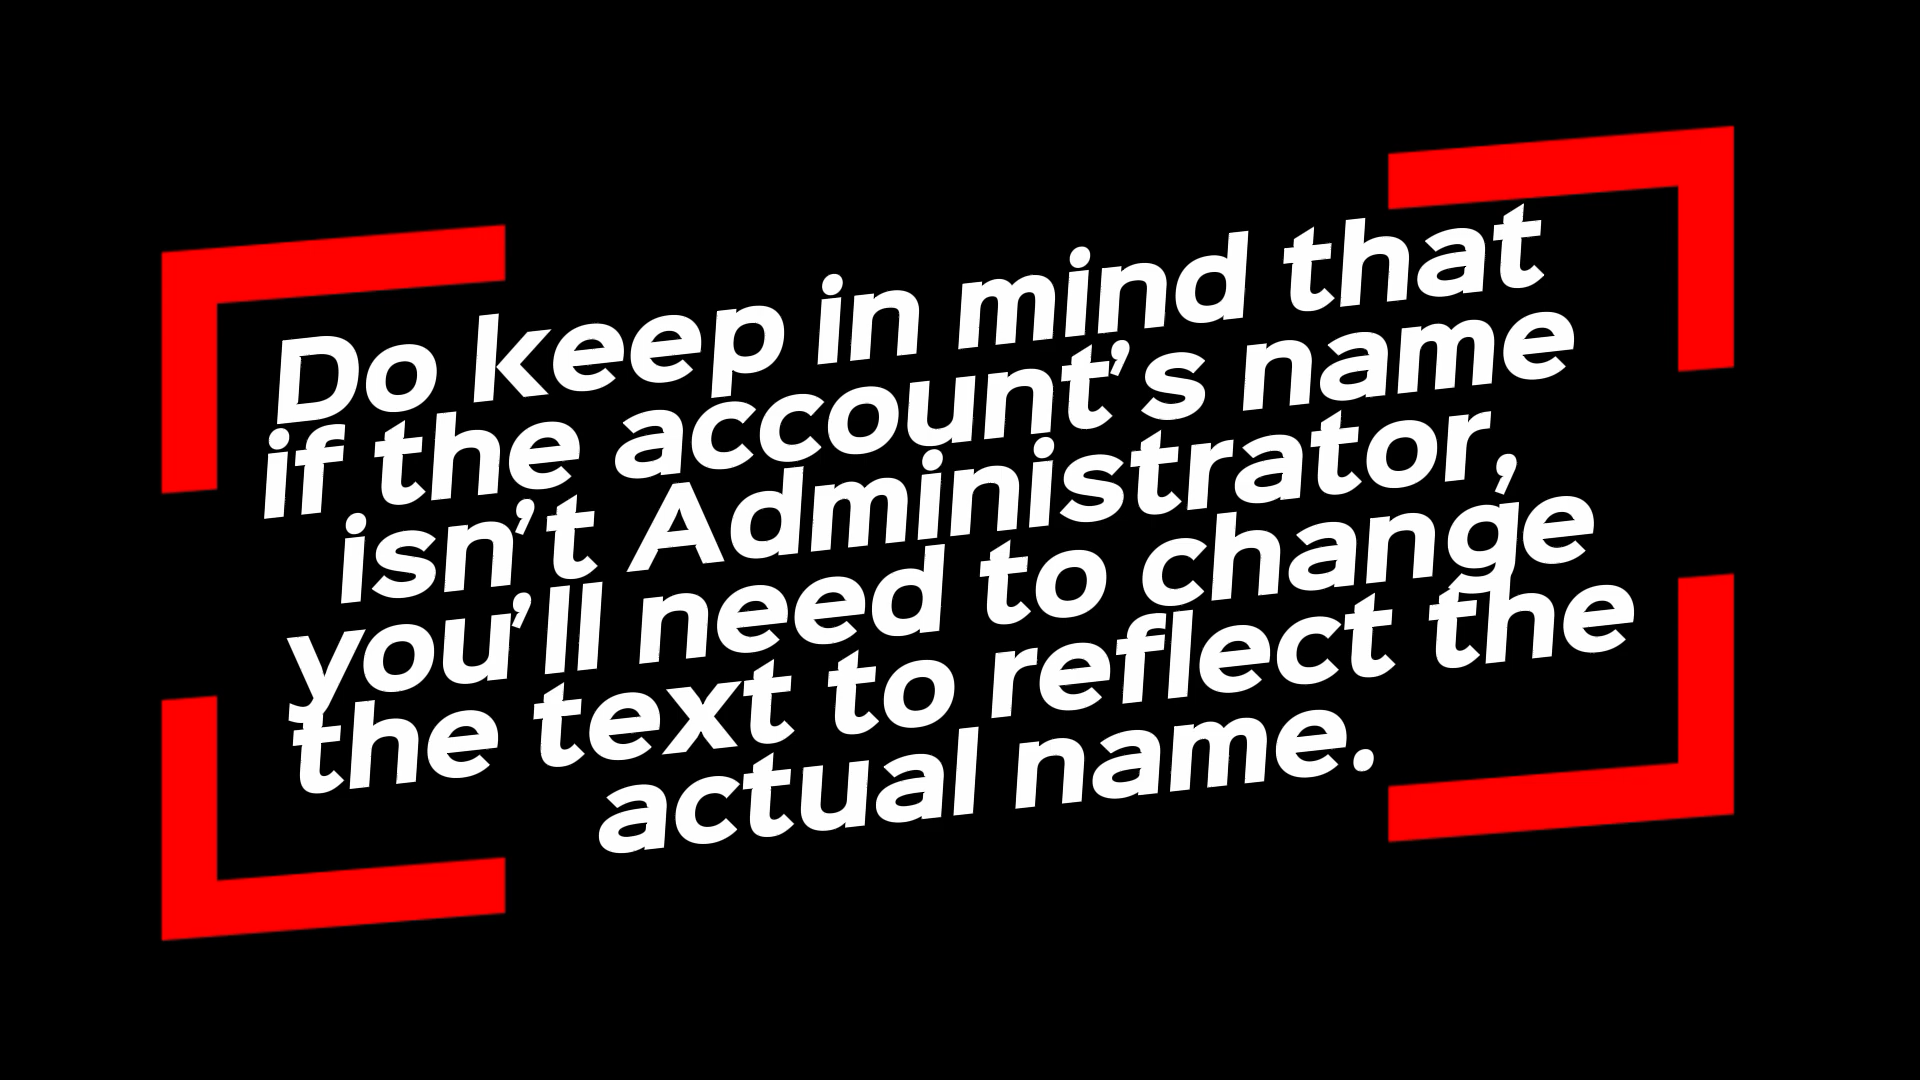 Do keep in mind that
if the account’s name
isn’t Administrator,
you’ll need to change
the text to reflect the
actual name.